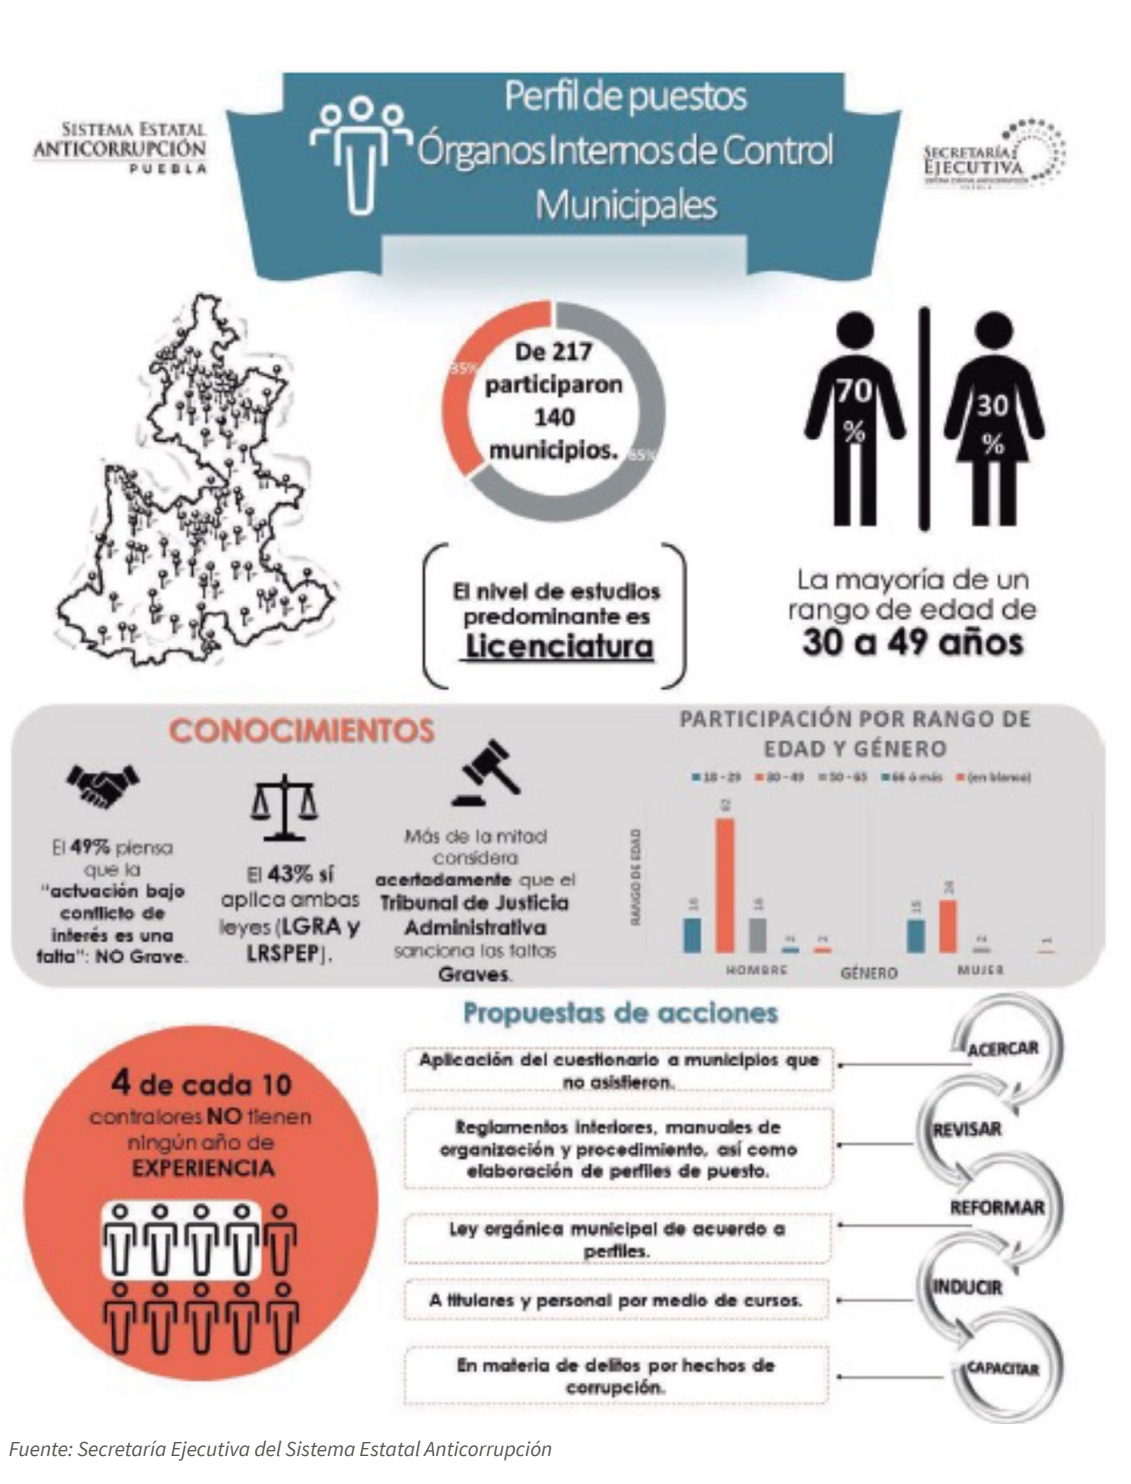 SISTEMA ESTATAL
ANTICORRUPCIÓN
PUEBLA
Perfil de puestos
Órganos Internos de Control
Municipales
SECRETARÍA
EJECUTIVA
De 217
participaron
140
municipios.
35%
65%
70
%
30
%
El nivel de estudios
predominante es
Licenciatura
La mayoría de un
rango de edad de
30 a 49 años
CONOCIMIENTOS
El 49% piensa
que la
"actuación bajo
conflicto de
interés es una
falta": NO Grave.
El 43% sí
aplica ambas
leyes (LGRA y
LRSPEP).
Más de la mitad
considera
acertadamente que el
Tribunal de Justicia
Administrativa
sanciona las faltas
Graves.
PARTICIPACIÓN POR RANGO DE
EDAD Y GÉNERO
18 - 29 30 - 49 50 - 65 66 ó más (en blanco)
RANGO DE EDAD
62
2
2
15
2
1
HOMBRE
GÉNERO
MUJER
4 de cada 10
contralores NO tienen
ningún año de
EXPERIENCIA
Propuestas de acciones
Aplicación del cuestionario a municipios que
no asistieron.
ACERCAR
Reglamentos interiores, manuales de
organización y procedimiento, así como
elaboración de perfiles de puesto.
REVISAR
Ley orgánica municipal de acuerdo a
perfiles.
REFORMAR
A titulares y personal por medio de cursos.
INDUCIR
En materia de delitos por hechos de
corrupción.
CAPACITAR
Fuente: Secretaría Ejecutiva del Sistema Estatal Anticorrupción